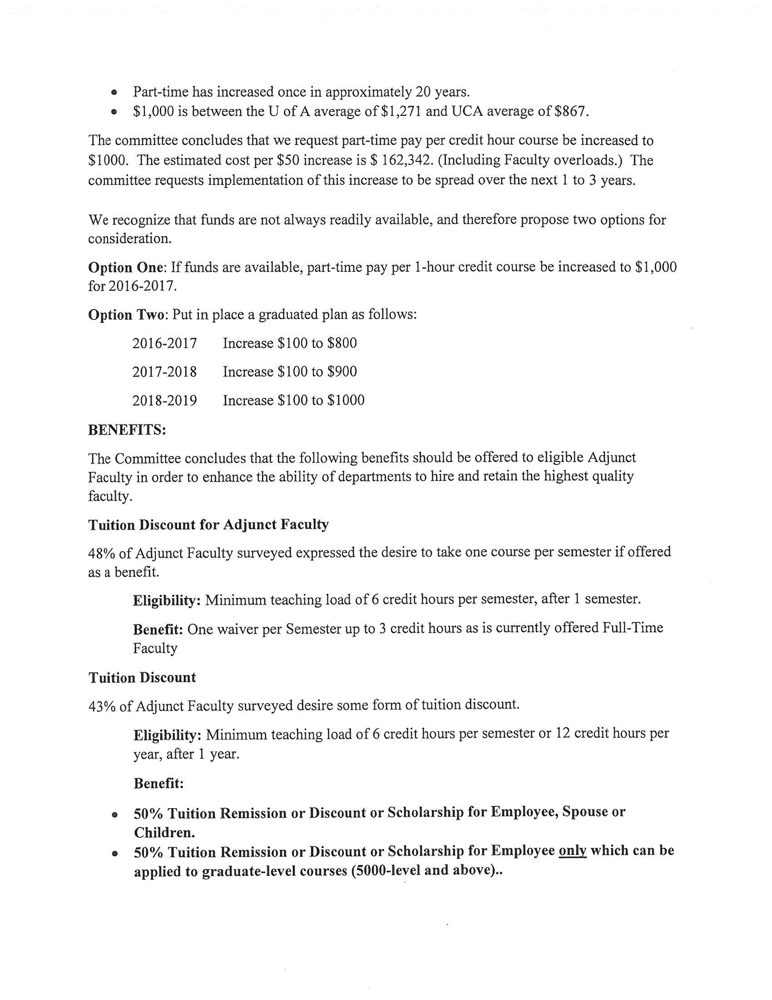 • Part-time has increased once in approximately 20 years.
• $1,000 is between the U of A average of $1,271 and UCA average of $867.
The committee concludes that we request part-time pay per credit hour course be increased to
$1000.  The estimated cost per $50 increase is $ 162,342. (Including Faculty overloads.)  The
committee requests implementation of this increase to be spread over the next 1 to 3 years.
We recognize that funds are not always readily available, and therefore propose two options for
consideration.
Option One: If funds are available, part-time pay per 1-hour credit course be increased to $1,000
for 2016-2017.
Option Two: Put in place a graduated plan as follows:
2016-2017 Increase $100 to $800
2017-2018 Increase $100 to $900
2018-2019 Increase $100 to $1000
BENEFITS:
The Committee concludes that the following benefits should be offered to eligible Adjunct
Faculty in order to enhance the ability of departments to hire and retain the highest quality
faculty.
Tuition Discount for Adjunct Faculty
48% of Adjunct Faculty surveyed expressed the desire to take one course per semester if offered
as a benefit.
Eligibility: Minimum teaching load of 6 credit hours per semester, after 1 semester.
Benefit: One waiver per Semester up to 3 credit hours as is currently offered Full-Time
Faculty
Tuition Discount
43% of Adjunct Faculty surveyed desire some form of tuition discount.
Eligibility: Minimum teaching load of 6 credit hours per semester or 12 credit hours per
year, after 1 year.
Benefit:
• 50% Tuition Remission or Discount or Scholarship for Employee, Spouse or
Children.
• 50% Tuition Remission or Discount or Scholarship for Employee only which can be
applied to graduate-level courses (5000-level and above)..